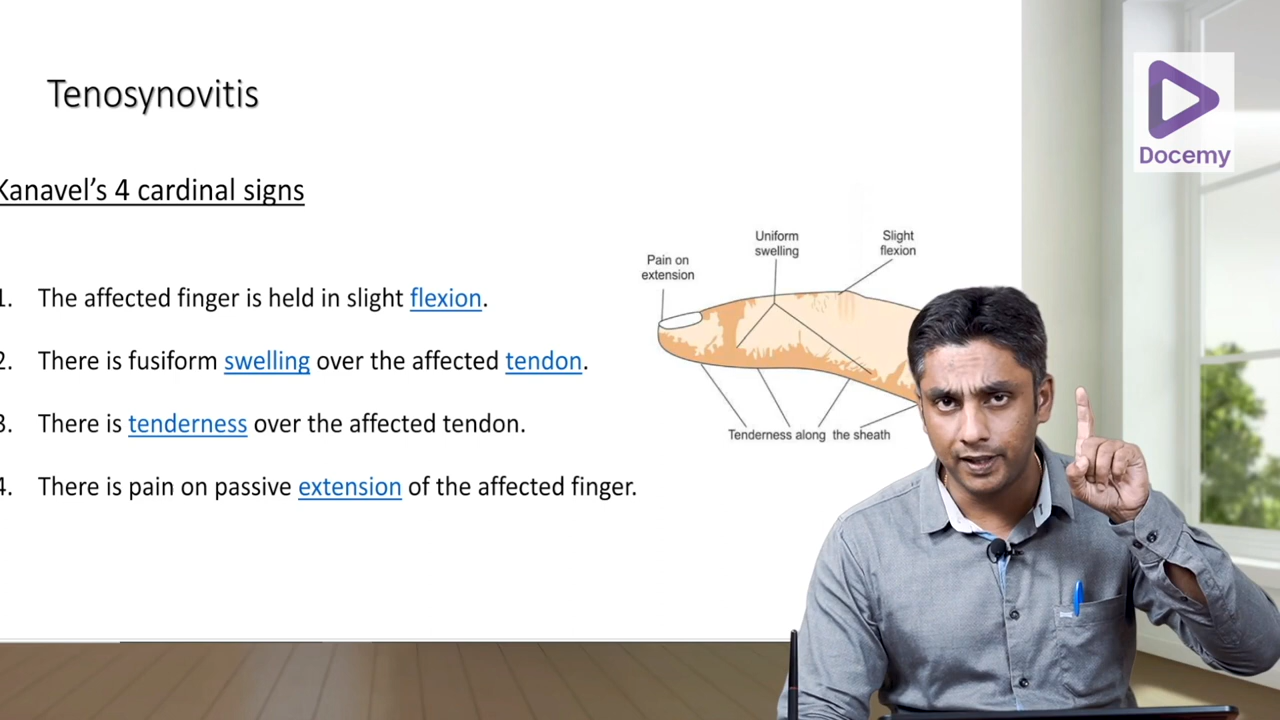 Tenosynovitis
Kanavel's 4 cardinal signs
1. The affected finger is held in slight flexion.
2. There is fusiform swelling over the affected tendon.
3. There is tenderness over the affected tendon.
4. There is pain on passive extension of the affected finger.
Pain on
extension
Uniform
swelling
Slight
flexion
Tenderness along the sheath
Docemy